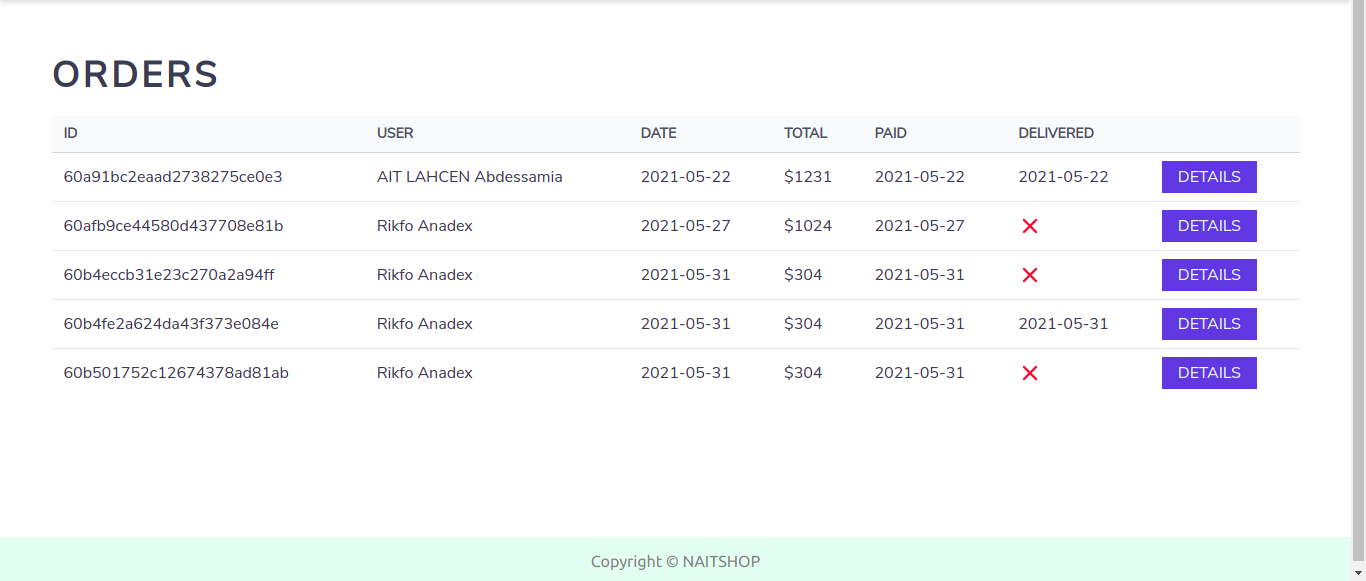 ORDERS
ID USER DATE TOTAL PAID DELIVERED
60a91bc2eaad2738275ce0e3 AIT LAHCEN Abdessamia 2021-05-22 $1231 2021-05-22 2021-05-22 DETAILS
60afb9ce44580d437708e81b Rikfo Anadex 2021-05-27 $1024 2021-05-27 DETAILS
60b4eccb31e23c270a2a94ff Rikfo Anadex 2021-05-31 $304 2021-05-31 DETAILS
60b4fe2a624da43f373e084e Rikfo Anadex 2021-05-31 $304 2021-05-31 2021-05-31 DETAILS
60b501752c12674378ad81ab Rikfo Anadex 2021-05-31 $304 2021-05-31 DETAILS
Copyright © NAITSHOP